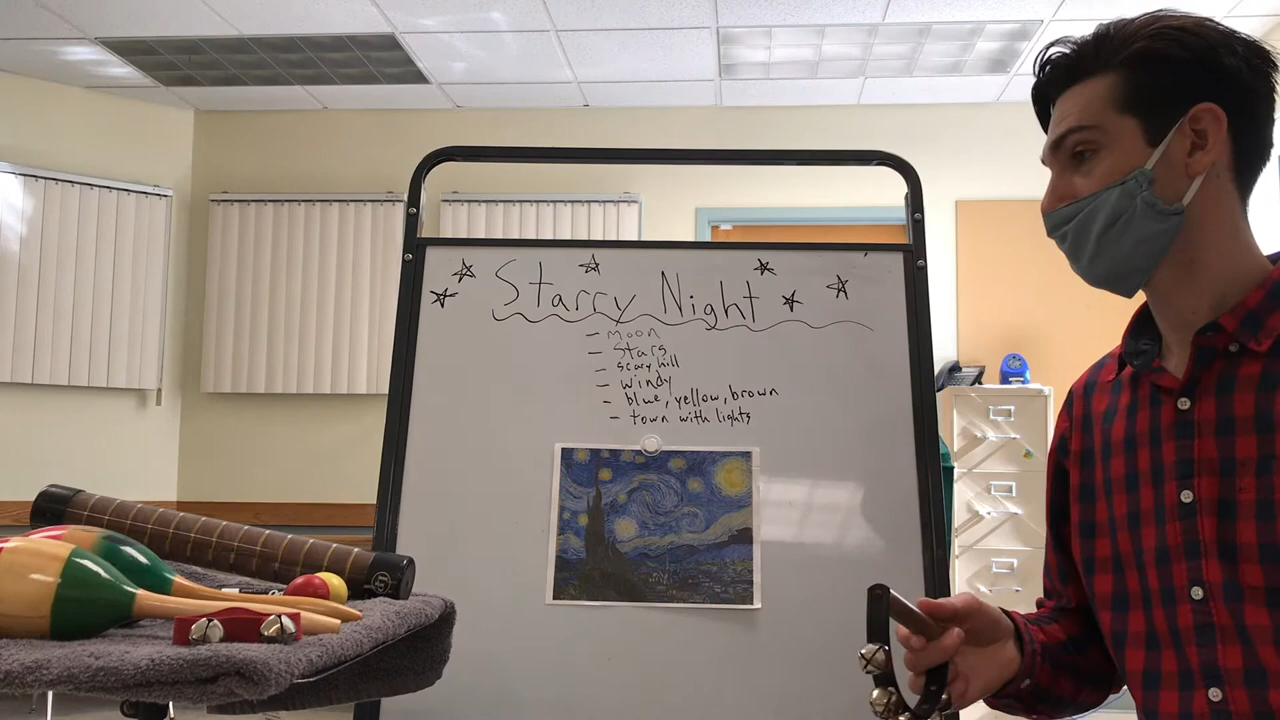 Starry Night
- Moon
- Stars
- scary hill
- windy
- blue, yellow, brown
- town with lights